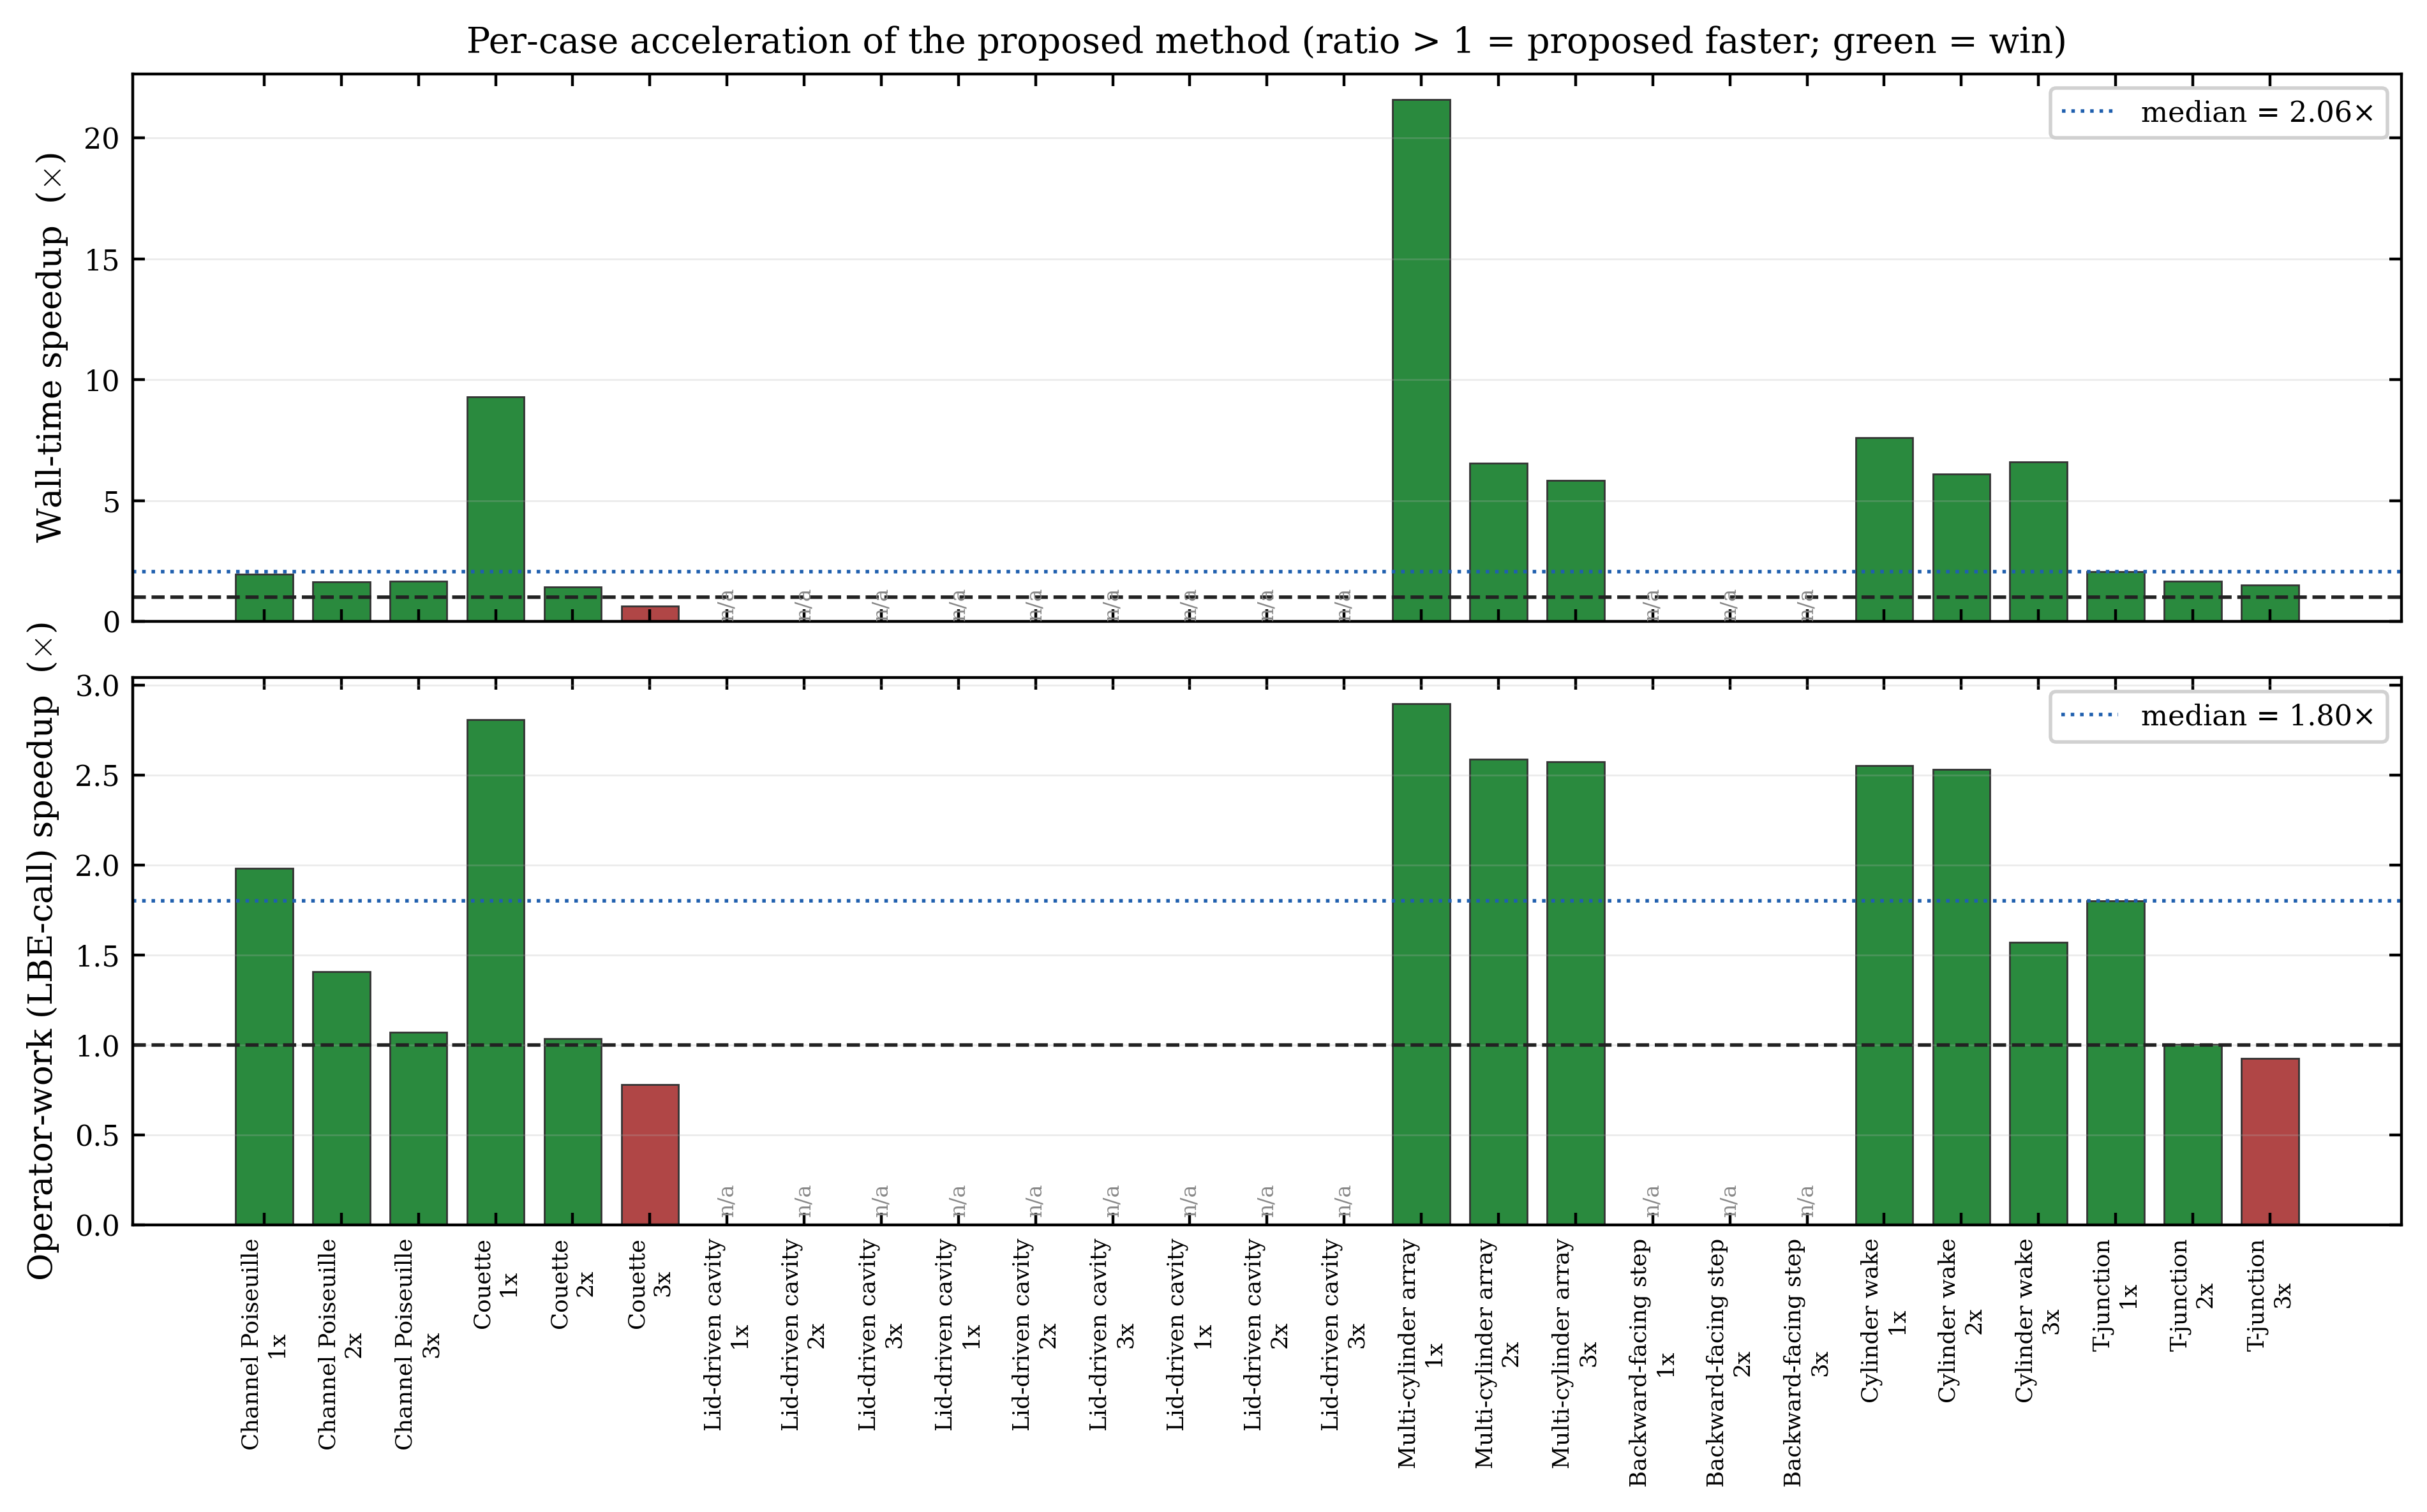 Per-case acceleration of the proposed method (ratio > 1 = proposed faster; green = win)
Wall-time speedup (×)
20
15
10
5
0
median = 2.06×
n/a
n/a
n/a
n/a
n/a
n/a
n/a
n/a
n/a
n/a
n/a
n/a
Operator-work (LBE-call) speedup (×)
3.0
2.5
2.0
1.5
1.0
0.5
0.0
median = 1.80×
n/a
n/a
n/a
n/a
n/a
n/a
n/a
n/a
n/a
n/a
n/a
n/a
Channel Poiseuille
1x
Channel Poiseuille
2x
Channel Poiseuille
3x
Couette
1x
Couette
2x
Couette
3x
Lid-driven cavity
1x
Lid-driven cavity
2x
Lid-driven cavity
3x
Lid-driven cavity
1x
Lid-driven cavity
2x
Lid-driven cavity
3x
Lid-driven cavity
1x
Lid-driven cavity
2x
Lid-driven cavity
3x
Multi-cylinder array
1x
Multi-cylinder array
2x
Multi-cylinder array
3x
Backward-facing step
1x
Backward-facing step
2x
Backward-facing step
3x
Cylinder wake
1x
Cylinder wake
2x
Cylinder wake
3x
T-junction
1x
T-junction
2x
T-junction
3x